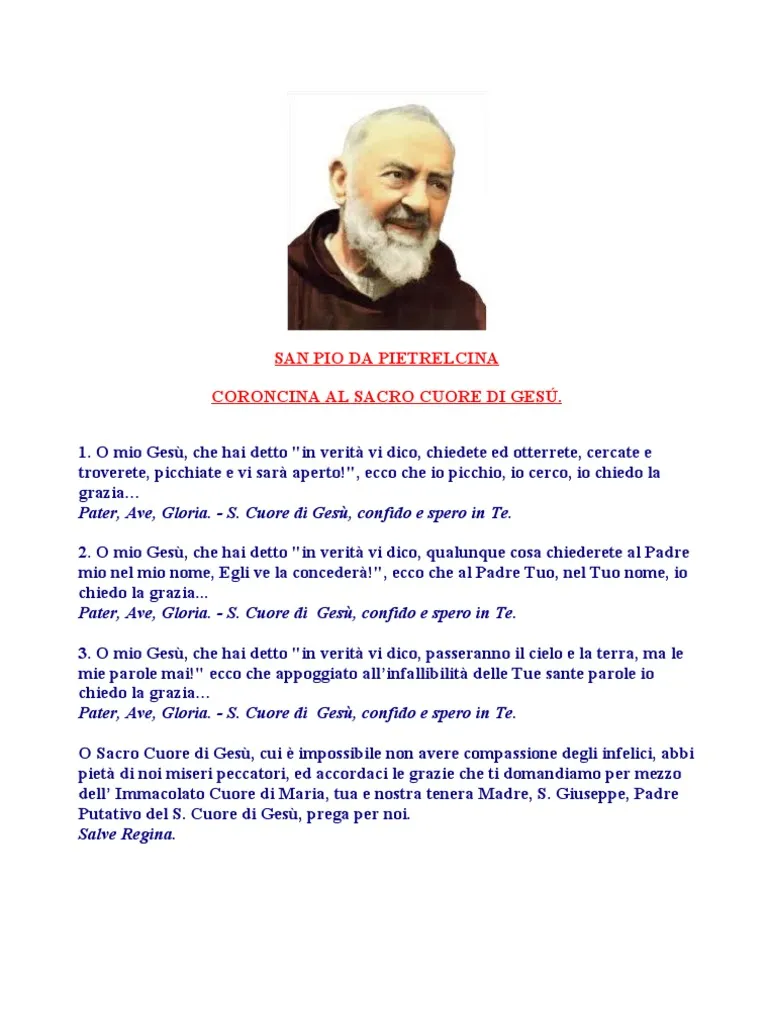 SAN PIO DA PIETRELCINA
CORONCINA AL SACRO CUORE DI GESÚ.
1. O mio Gesù, che hai detto "in verità vi dico, chiedete ed otterrete, cercate e
troverete, picchiate e vi sarà aperto!", ecco che io picchio, io cerco, io chiedo la
grazia…
Pater, Ave, Gloria. - S. Cuore di Gesù, confido e spero in Te.
2. O mio Gesù, che hai detto "in verità vi dico, qualunque cosa chiederete al Padre
mio nel mio nome, Egli ve la concederà!", ecco che al Padre Tuo, nel Tuo nome, io
chiedo la grazia...
Pater, Ave, Gloria. - S. Cuore di  Gesù, confido e spero in Te.
3. O mio Gesù, che hai detto "in verità vi dico, passeranno il cielo e la terra, ma le
mie parole mai!" ecco che appoggiato all’infallibilità delle Tue sante parole io
chiedo la grazia…
Pater, Ave, Gloria. - S. Cuore di  Gesù, confido e spero in Te.
O Sacro Cuore di Gesù, cui è impossibile non avere compassione degli infelici, abbi
pietà di noi miseri peccatori, ed accordaci le grazie che ti domandiamo per mezzo
dell’ Immacolato Cuore di Maria, tua e nostra tenera Madre, S. Giuseppe, Padre
Putativo del S. Cuore di Gesù, prega per noi.
Salve Regina.